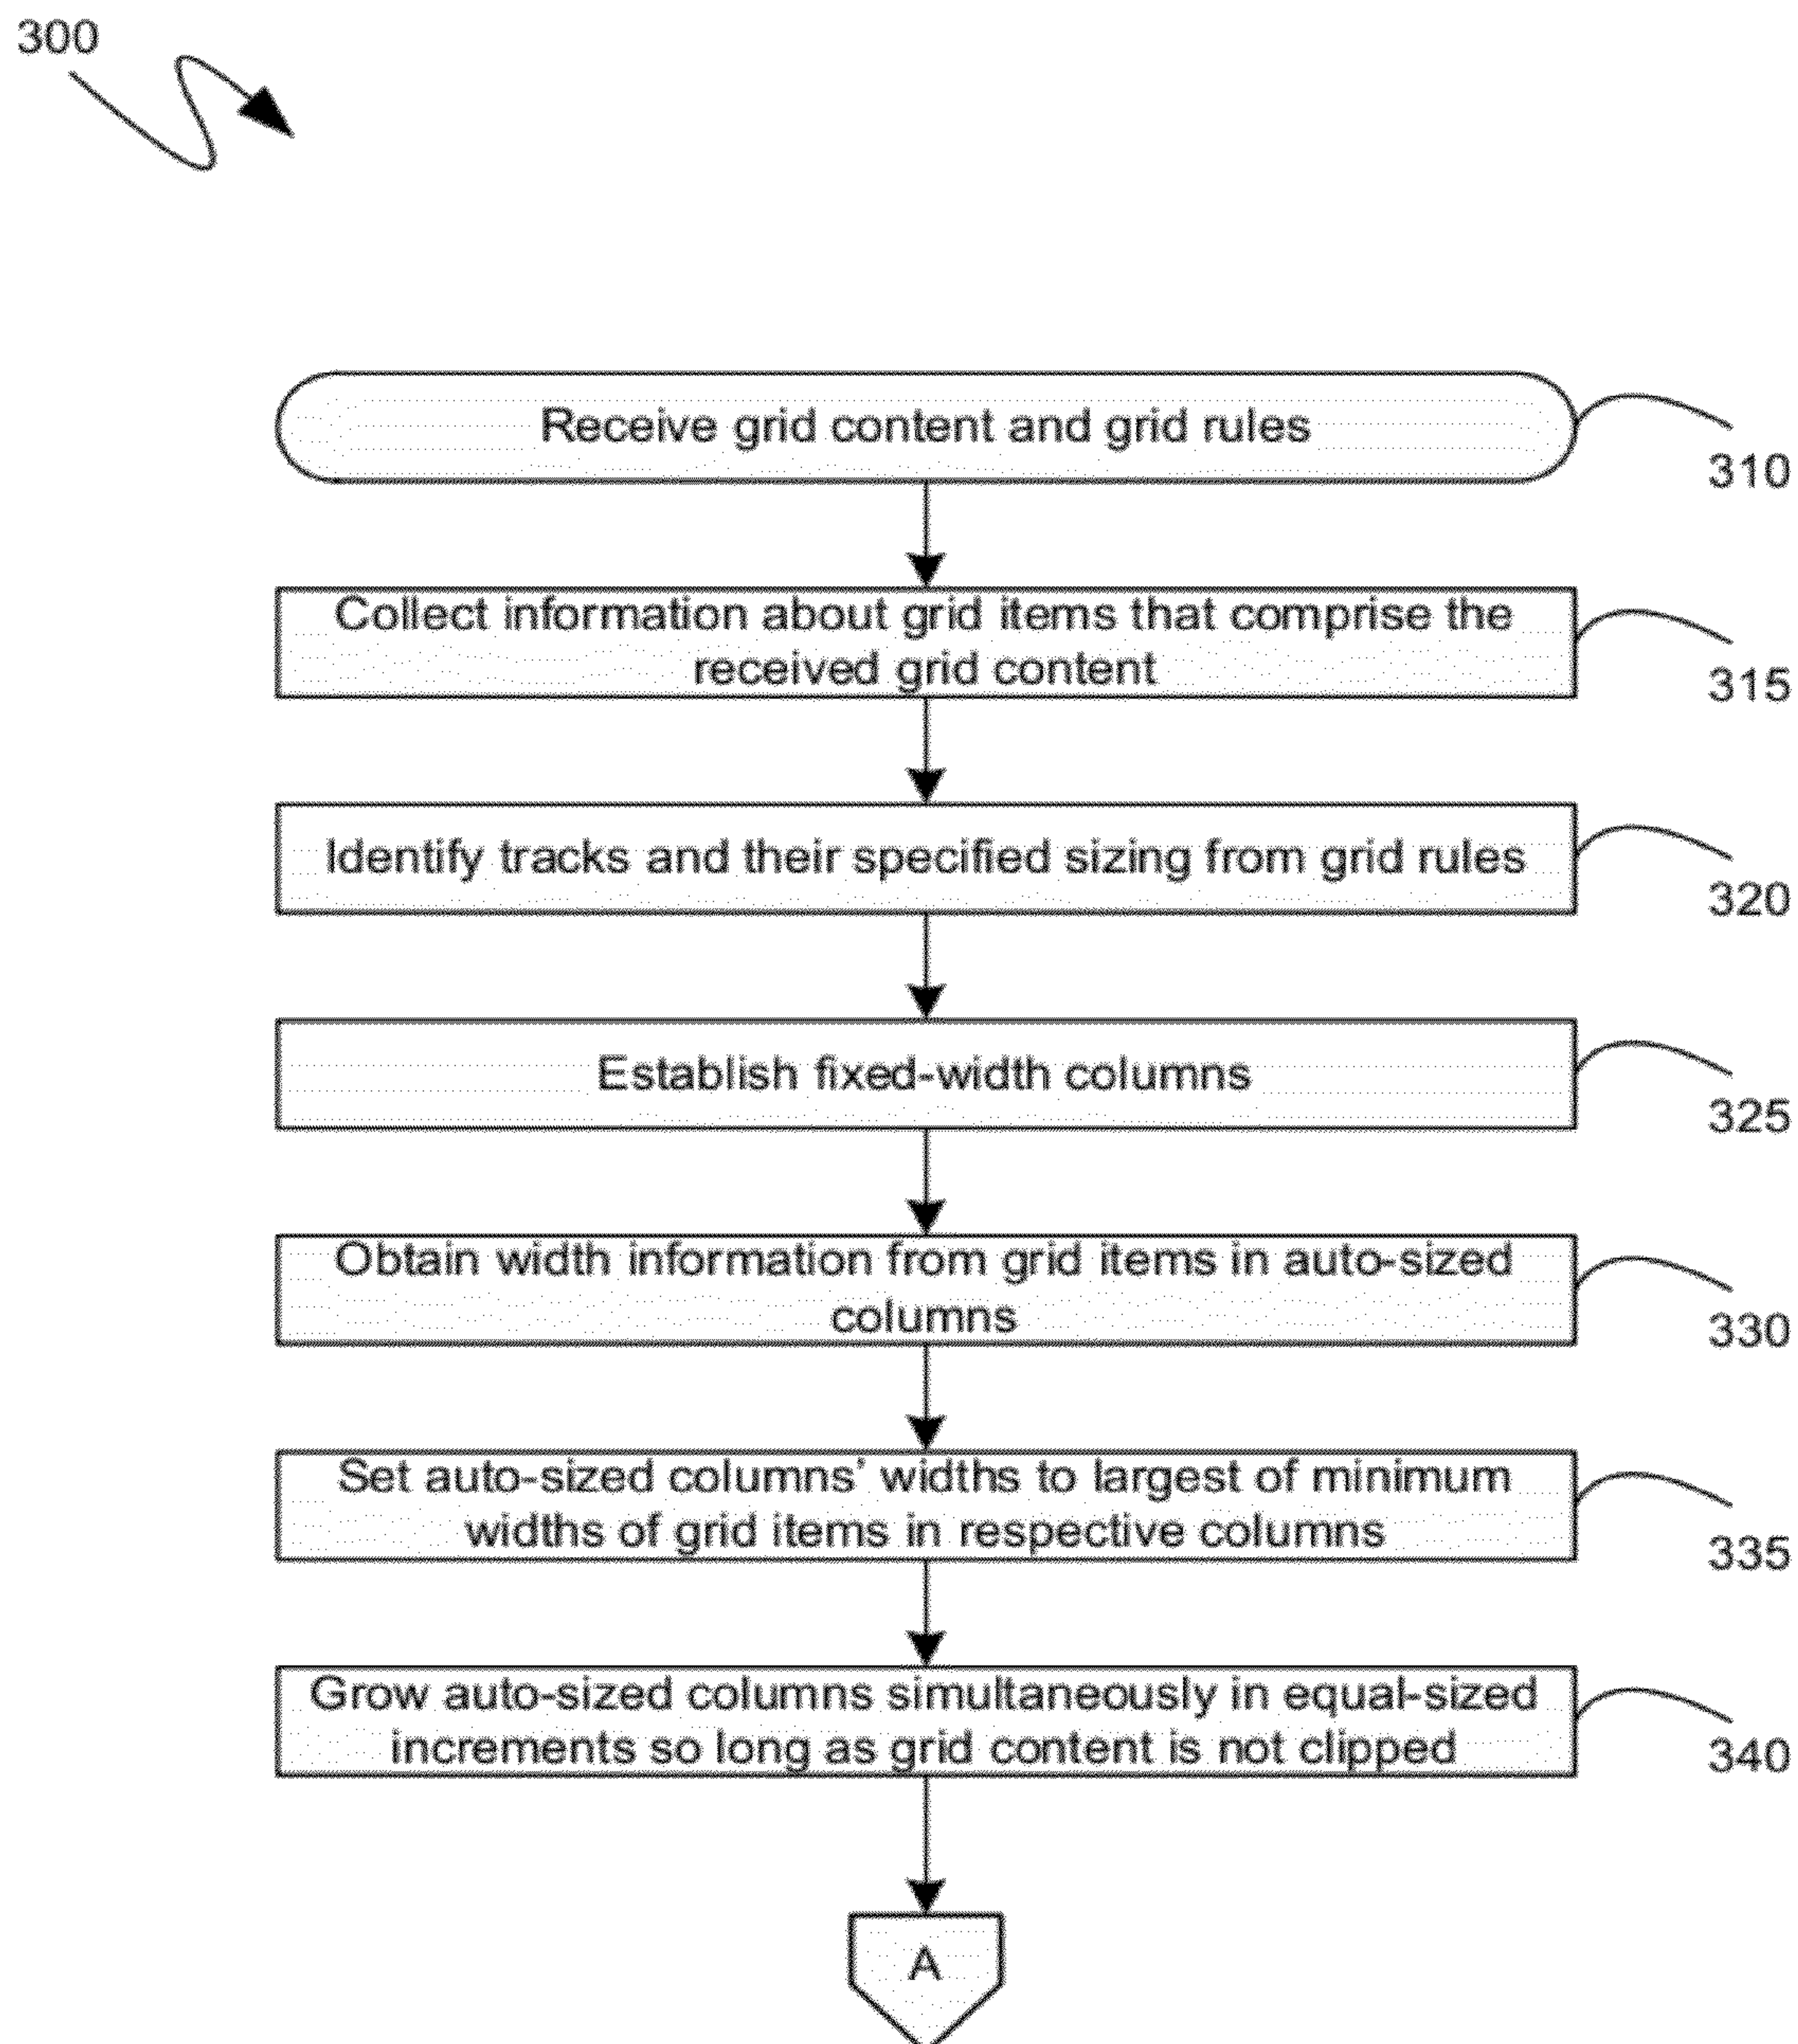 300
Receive grid content and grid rules
310
Collect information about grid items that comprise the
received grid content
315
Identify tracks and their specified sizing from grid rules
320
Establish fixed-width columns
325
Obtain width information from grid items in auto-sized
columns
330
Set auto-sized columns’ widths to largest of minimum
widths of grid items in respective columns
335
Grow auto-sized columns simultaneously in equal-sized
increments so long as grid content is not clipped
340
A